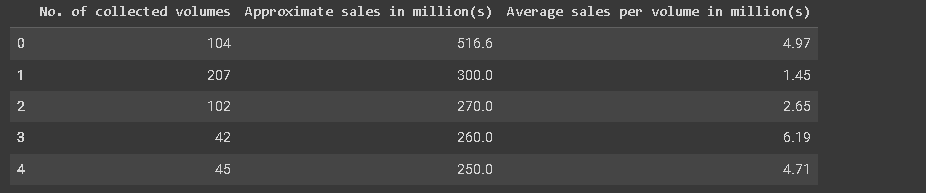 No. of collected volumes Approximate sales in million(s) Average sales per volume in million(s)
0 104 516.6 4.97
1 207 300.0 1.45
2 102 270.0 2.65
3 42 260.0 6.19
4 45 250.0 4.71